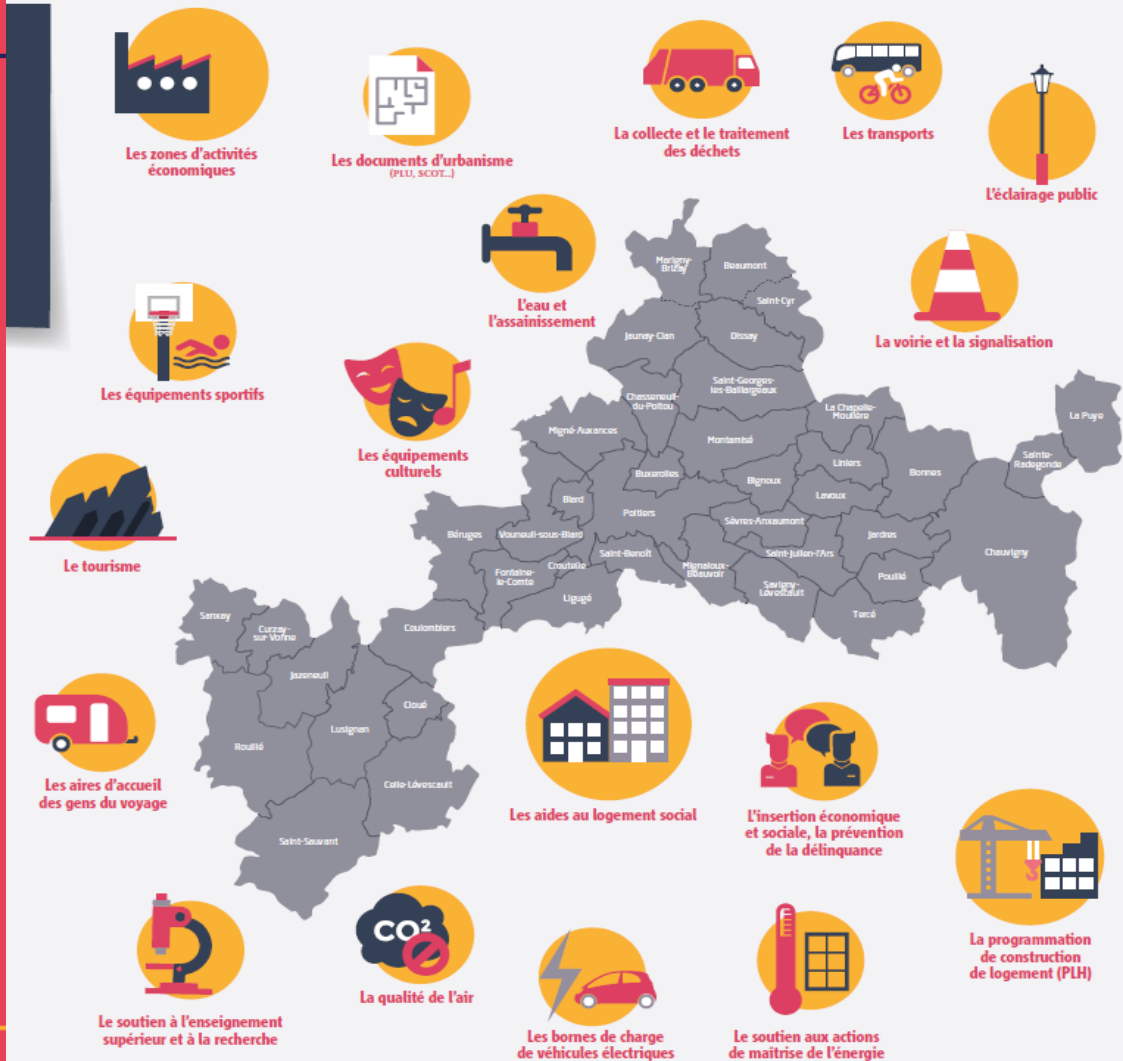 Les zones d'activités
économiques
Les documents d'urbanisme
(PLU, SCOT...)
La collecte et le traitement
des déchets
Les transports
L'éclairage public
L'eau et
l'assainissement
La voirie et la signalisation
Les équipements sportifs
Les équipements
culturels
Le tourisme
Marigny-
Brizay
Beaumont
Saint-Cyr
Jaunay-Clan
Dissay
Saint-Georges-
les-Baillargeaux
Chasseneuil-
du-Poitou
La Chapelle-
Moulière
La Puye
Migné-Auxances
Montamisé
Sainte-
Radegonde
Liniers
Bonnes
Buxerolles
Bignoux
Biard
Lavoux
Poitiers
Sèvres-Anxaumont
Béruges
Vouneuil-sous-Biard
Jardres
Saint-Benoît
Saint-Julien-l'Ars
Chauvigny
Croutelle
Mignaloux-
Beauvoir
Fontaine-
le-Comte
Pouillé
Savigny-
Lévescault
Ligugé
Tercé
Sanxay
Curzay-
sur-Vonne
Coulombiers
Jazeneuil
Cloué
Lusignan
Rouillé
Celle-Lévescault
Saint-Sauvant
Les aires d'accueil
des gens du voyage
Les aides au logement social
L'insertion économique
et sociale, la prévention
de la délinquance
La programmation
de construction
de logement (PLH)
CO²
La qualité de l'air
Le soutien à l'enseignement
supérieur et à la recherche
Les bornes de charge
de véhicules électriques
Le soutien aux actions
de maîtrise de l'énergie